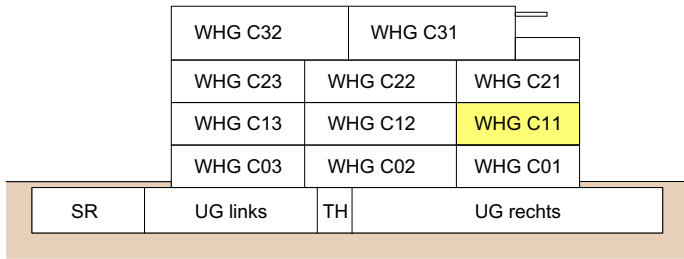 WHG C32 WHG C31
WHG C23 WHG C22 WHG C21
WHG C13 WHG C12 WHG C11
WHG C03 WHG C02 WHG C01
SR UG links TH UG rechts